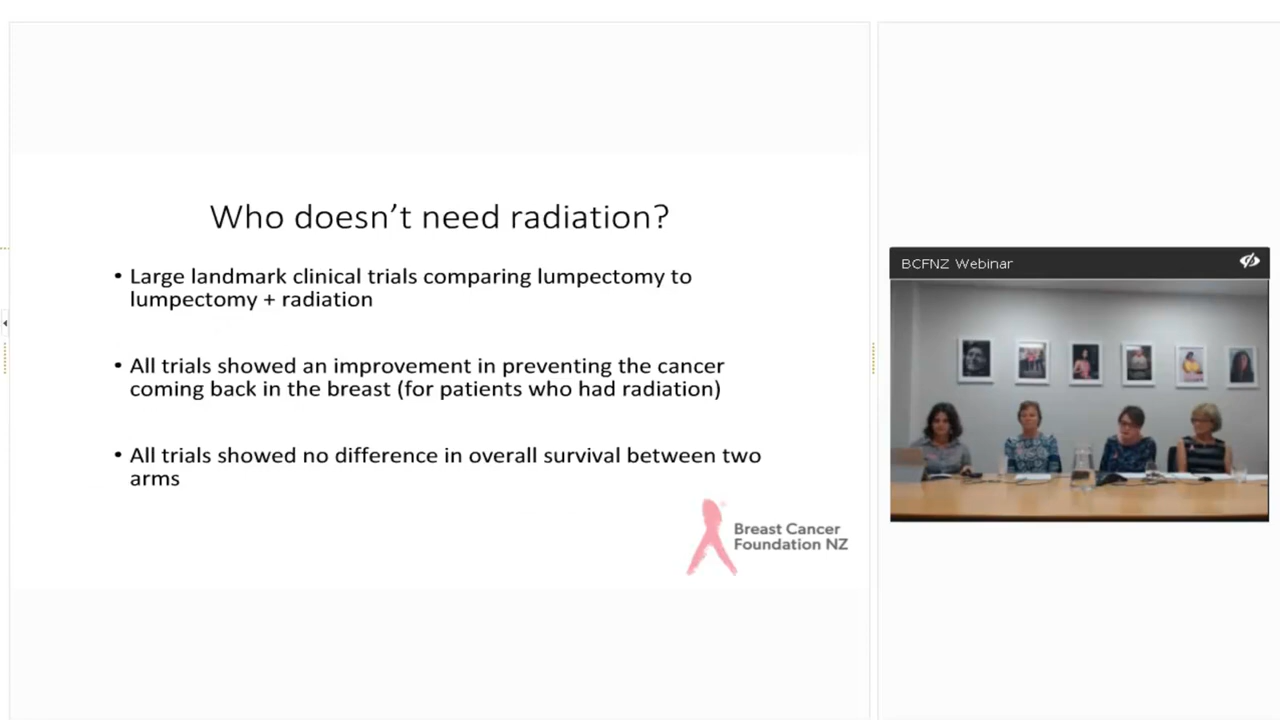 Who doesn’t need radiation?
• Large landmark clinical trials comparing lumpectomy to
lumpectomy + radiation
• All trials showed an improvement in preventing the cancer
coming back in the breast (for patients who had radiation)
• All trials showed no difference in overall survival between two
arms
Breast Cancer
Foundation NZ
BCFNZ Webinar